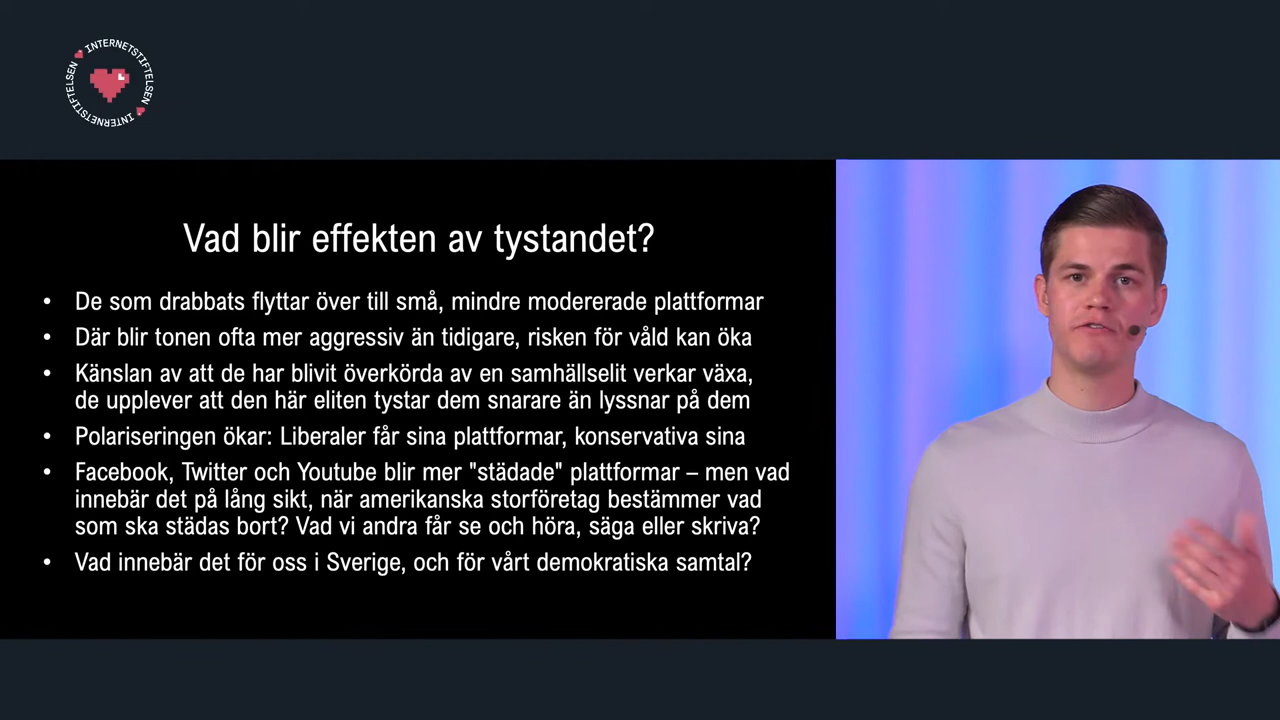 INTERNETSTIFTELSEN
INTERNETSTIFTELSEN
Vad blir effekten av tystandet?
• De som drabbats flyttar över till små, mindre modererade plattformar
• Där blir tonen ofta mer aggressiv än tidigare, risken för våld kan öka
• Känslan av att de har blivit överkörda av en samhällselit verkar växa,
de upplever att den här eliten tystar dem snarare än lyssnar på dem
• Polariseringen ökar: Liberaler får sina plattformar, konservativa sina
• Facebook, Twitter och Youtube blir mer "städade" plattformar – men vad
innebär det på lång sikt, när amerikanska storföretag bestämmer vad
som ska städas bort? Vad vi andra får se och höra, säga eller skriva?
• Vad innebär det för oss i Sverige, och för vårt demokratiska samtal?